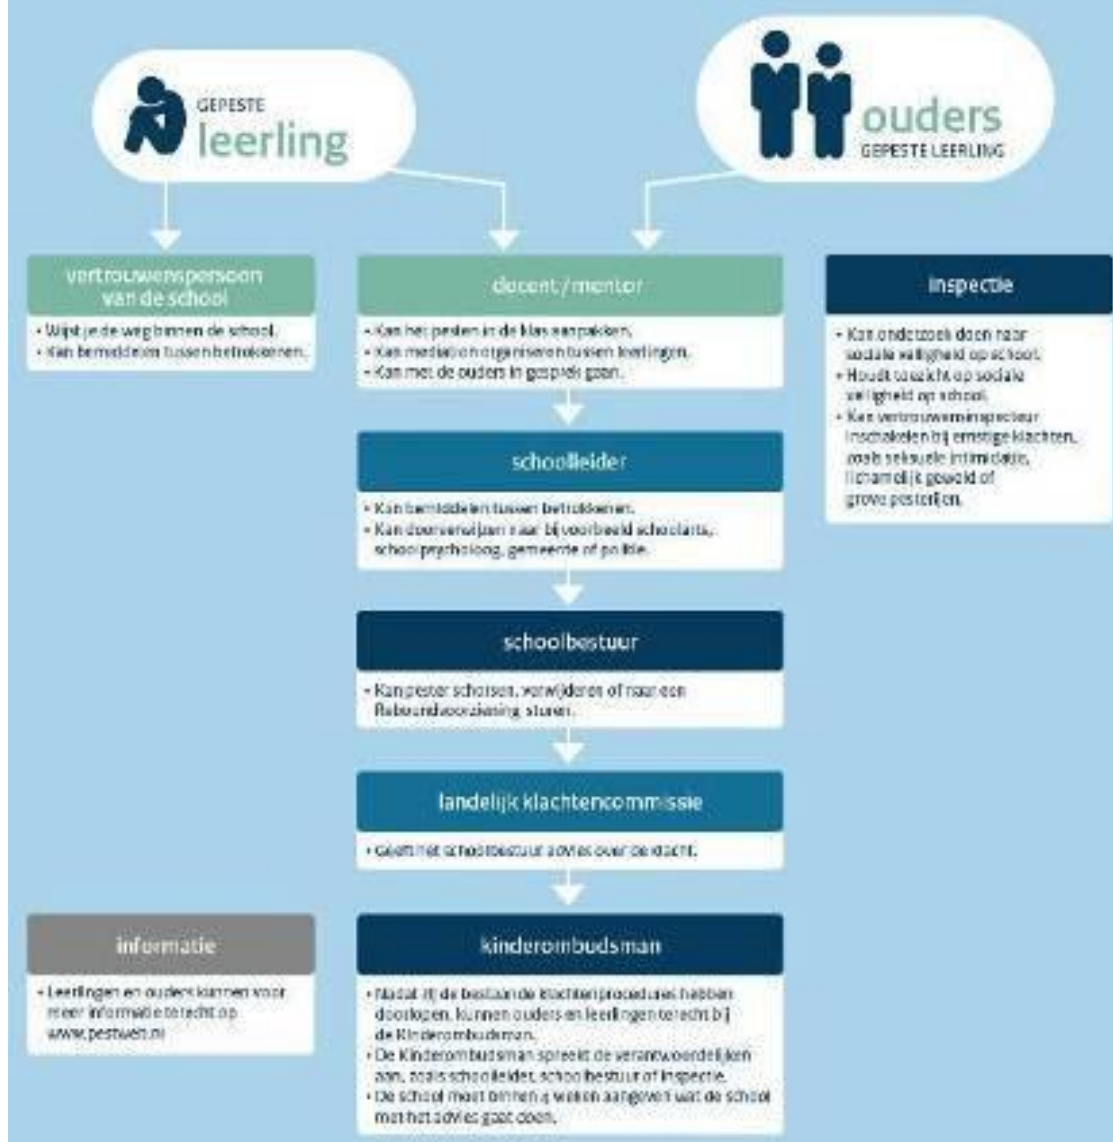 GEPESTE
leerling
ouders
GEPESTE LEERLING
vertrouwenspersoon
van de school
• Wijst je de weg binnen de school.
• Kan bemiddelen tussen betrokkenen.
docent / mentor
• Kan het pesten in de klas aanpakken.
• Kan mediation organiseren tussen leerlingen.
• Kan met de ouders in gesprek gaan.
inspectie
• Kan onderzoek doen naar
sociale veiligheid op school.
• Houdt toezicht op sociale
veiligheid op school.
• Kan vertrouwensinspecteur
inschakelen bij ernstige klachten,
zoals seksuele intimidatie,
lichamelijk geweld of
grove pesterijen.
schoolleider
• Kan bemiddelen tussen betrokkenen.
• Kan doorverwijzen naar bij voorbeeld schoolarts,
schoolpsycholoog, gemeente of politie.
schoolbestuur
• Kan pester schorsen, verwijderen of naar een
Reboundvoorziening sturen.
landelijk klachtencommissie
• Geeft het schoolbestuur advies over de klacht.
informatie
• Leerlingen en ouders kunnen voor
meer informatie terecht op
www.pestweb.nl
kinderombudsman
• Nadat zij de bestaande klachtenprocedures hebben
doorlopen, kunnen ouders en leerlingen terecht bij
de Kinderombudsman.
• De Kinderombudsman spreekt de verantwoordelijken
aan, zoals schoolleider, schoolbestuur of inspectie.
• De school moet binnen 4 weken aangeven wat de school
met het advies gaat doen.